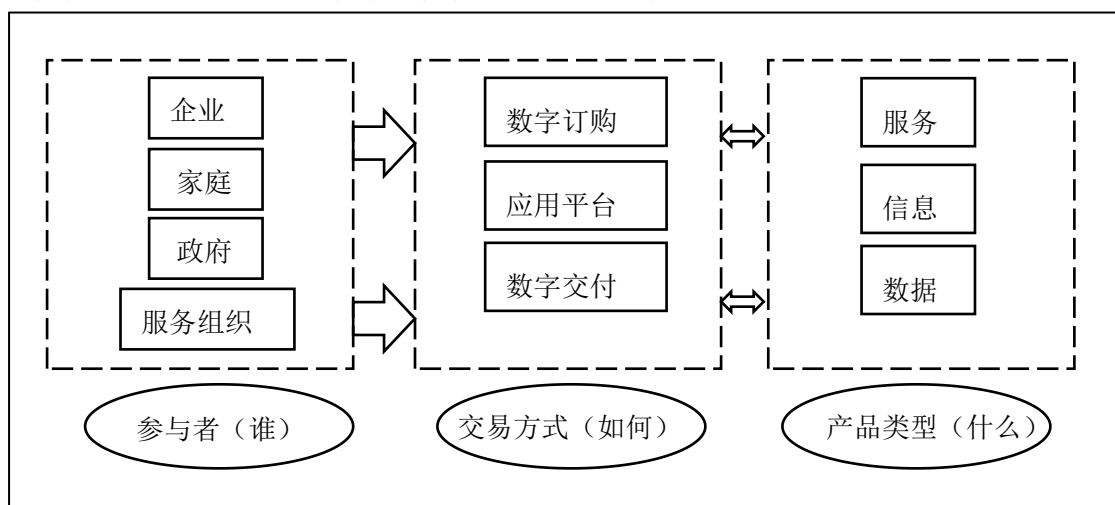 企业
家庭
政府
服务组织
参与者（谁）
数字订购
应用平台
数字交付
交易方式（如何）
服务
信息
数据
产品类型（什么）